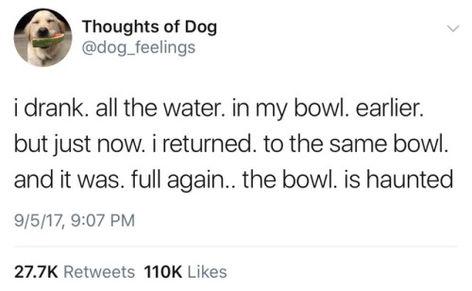 Thoughts of Dog
@dog_feelings
i drank. all the water. in my bowl. earlier.
but just now. i returned. to the same bowl.
and it was. full again.. the bowl. is haunted
9/5/17, 9:07 PM
27.7K Retweets 110K Likes